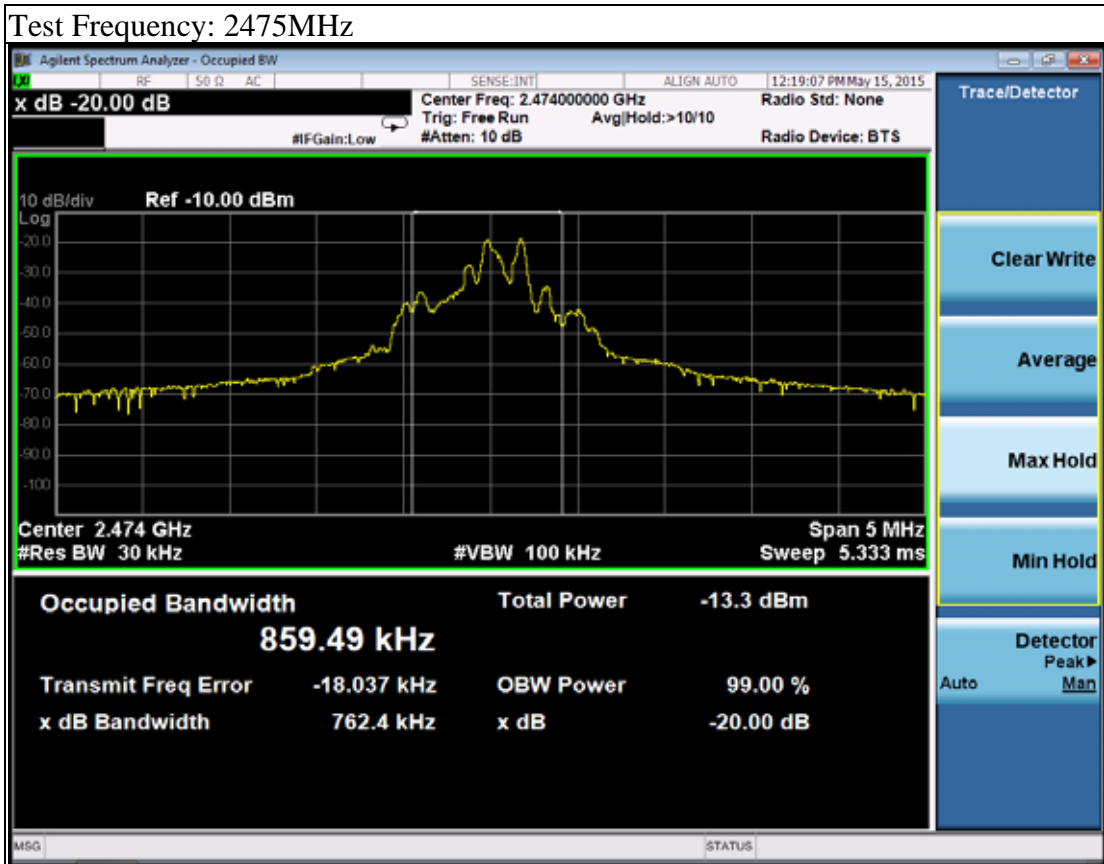 Test Frequency: 2475MHz
Agilent Spectrum Analyzer - Occupied BW
RF 50 Ω AC SENSE:INT ALIGN AUTO 12:19:07 PM May 15, 2015
x dB -20.00 dB
Center Freq: 2.474000000 GHz
Radio Std: None
Trig: Free Run Avg|Hold:>10/10
#IFGain:Low
#Atten: 10 dB
Radio Device: BTS
10 dB/div Ref -10.00 dBm
Log
-20.0
-30.0
-40.0
-50.0
-60.0
-70.0
-80.0
-90.0
-100
Center 2.474 GHz Span 5 MHz
#Res BW 30 kHz #VBW 100 kHz Sweep 5.333 ms
Occupied Bandwidth Total Power -13.3 dBm
859.49 kHz
Transmit Freq Error -18.037 kHz OBW Power 99.00 %
x dB Bandwidth 762.4 kHz x dB -20.00 dB
MSG STATUS
Trace/Detector
Clear Write
Average
Max Hold
Min Hold
Detector
Peak▶
Auto Man